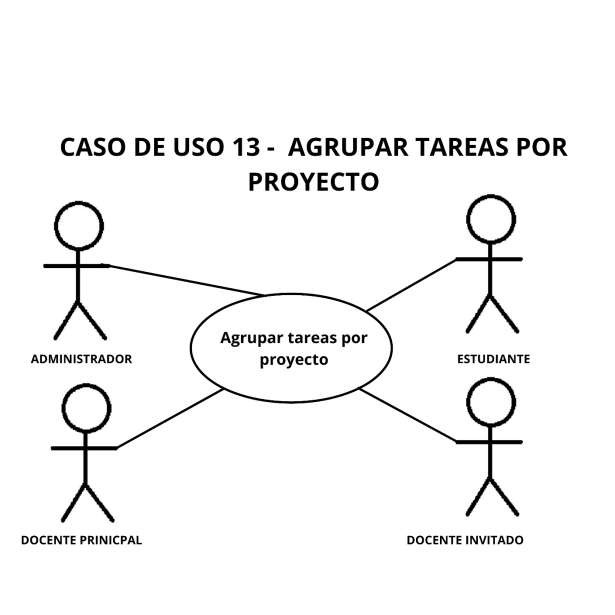 CASO DE USO 13 - AGRUPAR TAREAS POR
PROYECTO
Agrupar tareas por
proyecto
ADMINISTRADOR
ESTUDIANTE
DOCENTE PRINICPAL
DOCENTE INVITADO